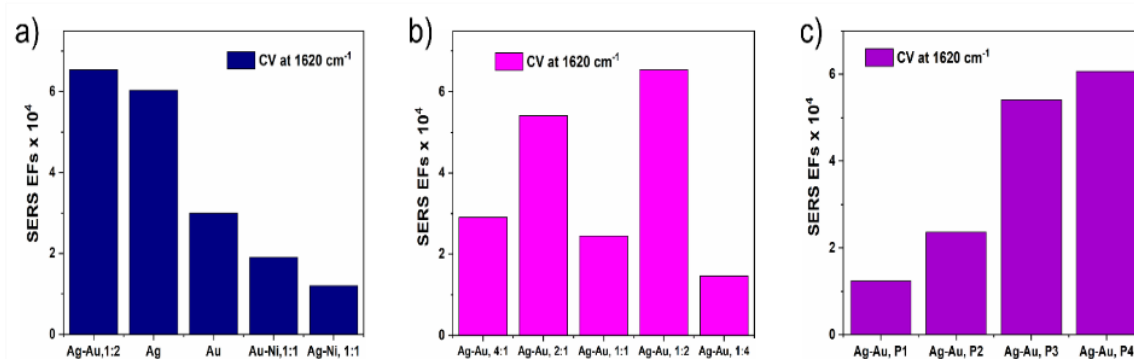 a)
CV at 1620 cm⁻¹
SERS EFs x 10⁴
6
4
2
0
Ag-Au,1:2 Ag Au Au-Ni,1:1 Ag-Ni, 1:1
b)
CV at 1620 cm⁻¹
SERS EFs x 10⁴
6
4
2
0
Ag-Au, 4:1 Ag-Au, 2:1 Ag-Au, 1:1 Ag-Au, 1:2 Ag-Au, 1:4
c)
CV at 1620 cm⁻¹
SERS EFs x 10⁴
6
4
2
0
Ag-Au, P1 Ag-Au, P2 Ag-Au, P3 Ag-Au, P4